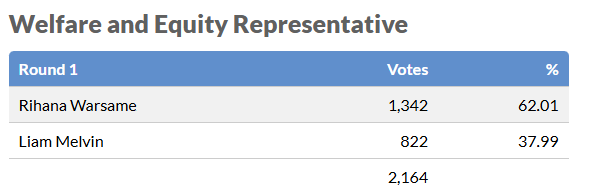 Welfare and Equity Representative
Round 1 Votes %
Rihana Warsame 1,342 62.01
Liam Melvin 822 37.99
2,164